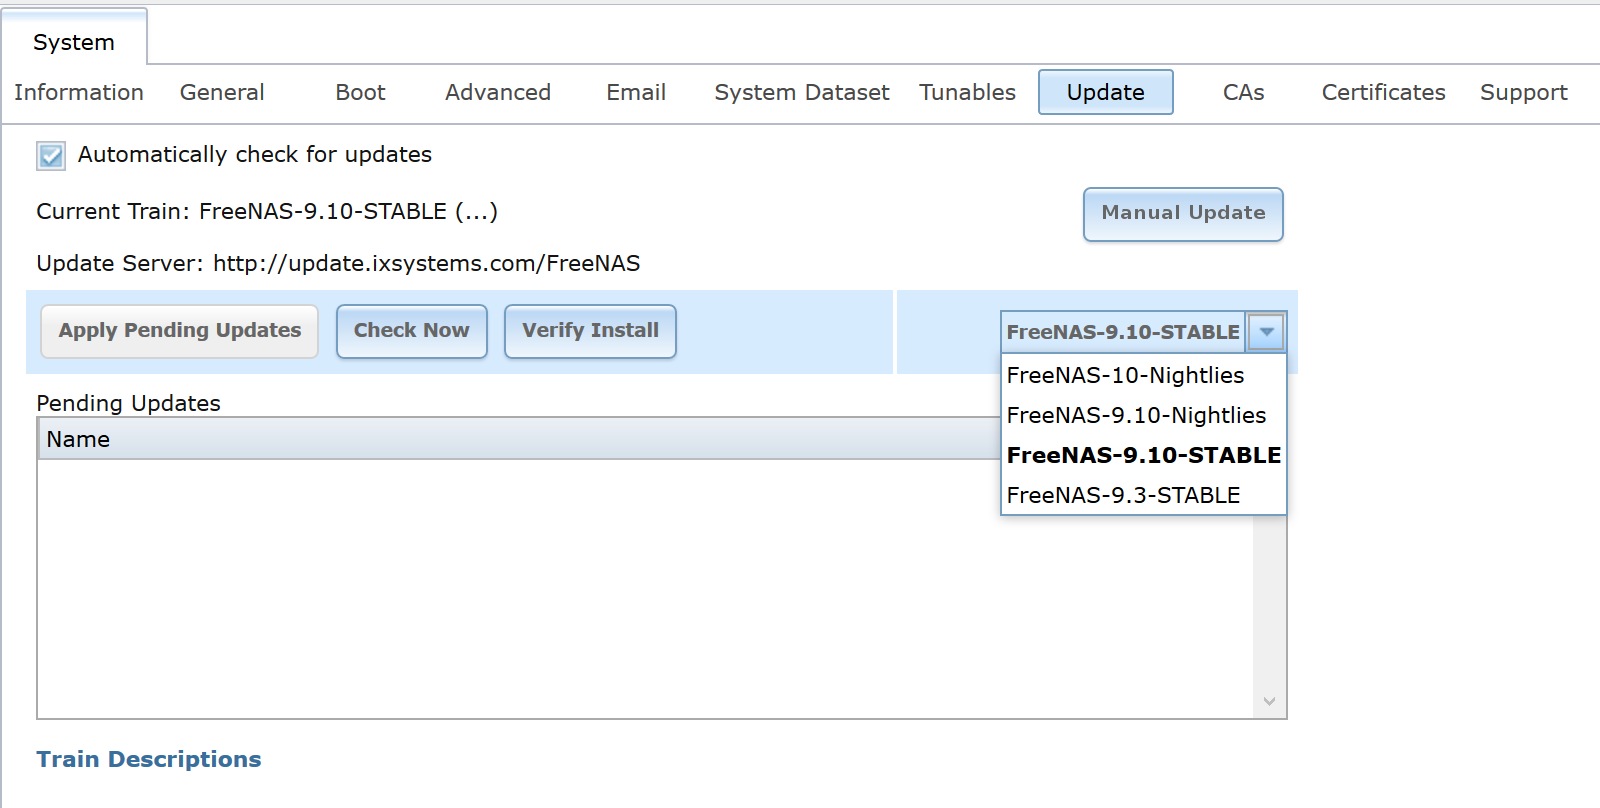 System
Information General Boot Advanced Email System Dataset Tunables Update CAs Certificates Support
Automatically check for updates
Current Train: FreeNAS-9.10-STABLE (...)
Manual Update
Update Server: http://update.ixsystems.com/FreeNAS
Apply Pending Updates Check Now Verify Install FreeNAS-9.10-STABLE
FreeNAS-10-Nightlies
FreeNAS-9.10-Nightlies
FreeNAS-9.10-STABLE
FreeNAS-9.3-STABLE
Pending Updates
Name
Train Descriptions